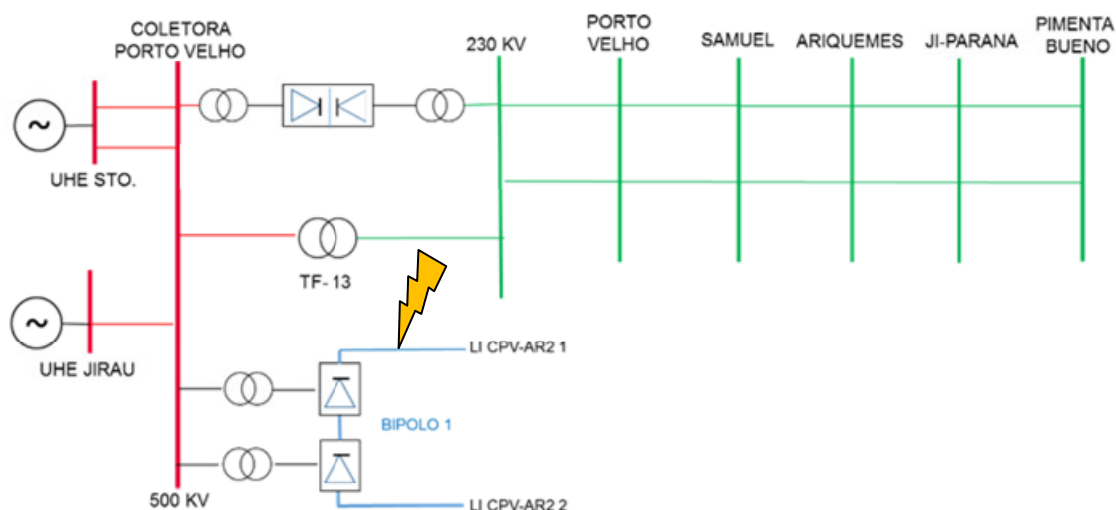 COLETORA
PORTO VELHO
230 KV
PORTO
VELHO
SAMUEL
ARIQUEMES
JI-PARANA
PIMENTA
BUENO
~
UHE STO.
TF-13
~
UHE JIRAU
LI CPV-AR2 1
BIPOLO 1
LI CPV-AR2 2
500 KV